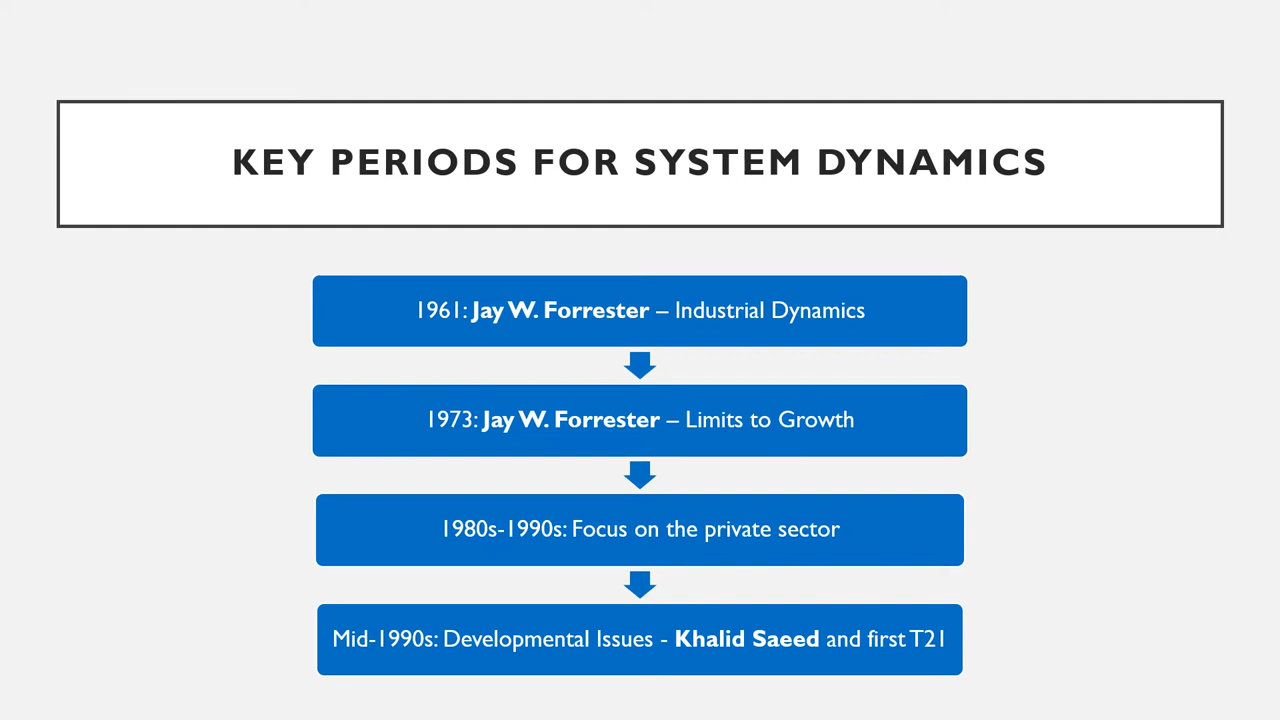 KEY PERIODS FOR SYSTEM DYNAMICS
1961: Jay W. Forrester – Industrial Dynamics
1973: Jay W. Forrester – Limits to Growth
1980s-1990s: Focus on the private sector
Mid-1990s: Developmental Issues - Khalid Saeed and first T21